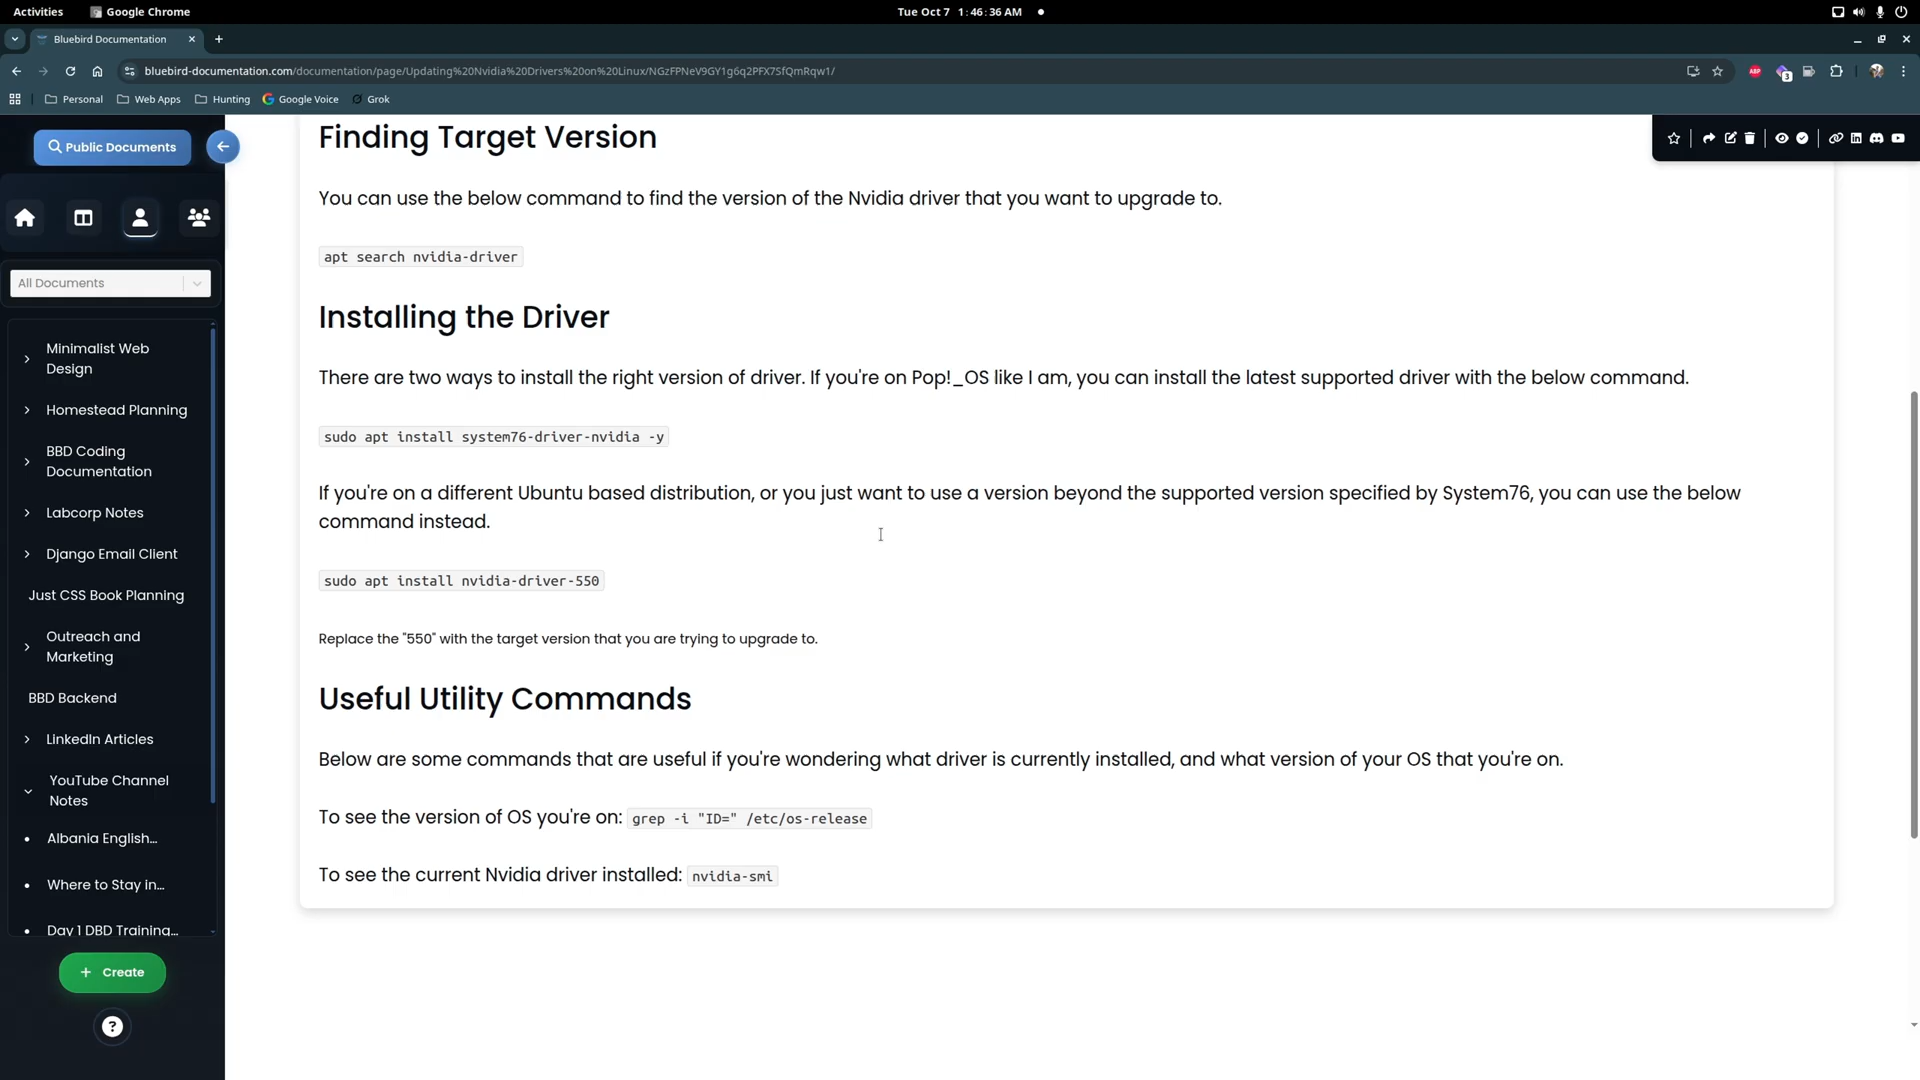 Activities
Google Chrome
Tue Oct 7 1:46:36 AM
Bluebird Documentation
bluebird-documentation.com/documentation/page/Updating%20Nvidia%20Drivers%20on%20Linux/NGzFPNeV9GY1g6q2PFX7SfQmRqw1/
ABP
3
Personal
Web Apps
Hunting
Google Voice
Grok
Public Documents
All Documents
Minimalist Web
Design
Homestead Planning
BBD Coding
Documentation
Labcorp Notes
Django Email Client
Just CSS Book Planning
Outreach and
Marketing
BBD Backend
LinkedIn Articles
YouTube Channel
Notes
Albania English...
Where to Stay in...
Day 1 DBD Training...
+ Create
?
Finding Target Version
You can use the below command to find the version of the Nvidia driver that you want to upgrade to.
apt search nvidia-driver
Installing the Driver
There are two ways to install the right version of driver. If you're on Pop!_OS like I am, you can install the latest supported driver with the below command.
sudo apt install system76-driver-nvidia -y
If you're on a different Ubuntu based distribution, or you just want to use a version beyond the supported version specified by System76, you can use the below
command instead.
sudo apt install nvidia-driver-550
Replace the "550" with the target version that you are trying to upgrade to.
Useful Utility Commands
Below are some commands that are useful if you're wondering what driver is currently installed, and what version of your OS that you're on.
To see the version of OS you're on: grep -i "ID=" /etc/os-release
To see the current Nvidia driver installed: nvidia-smi